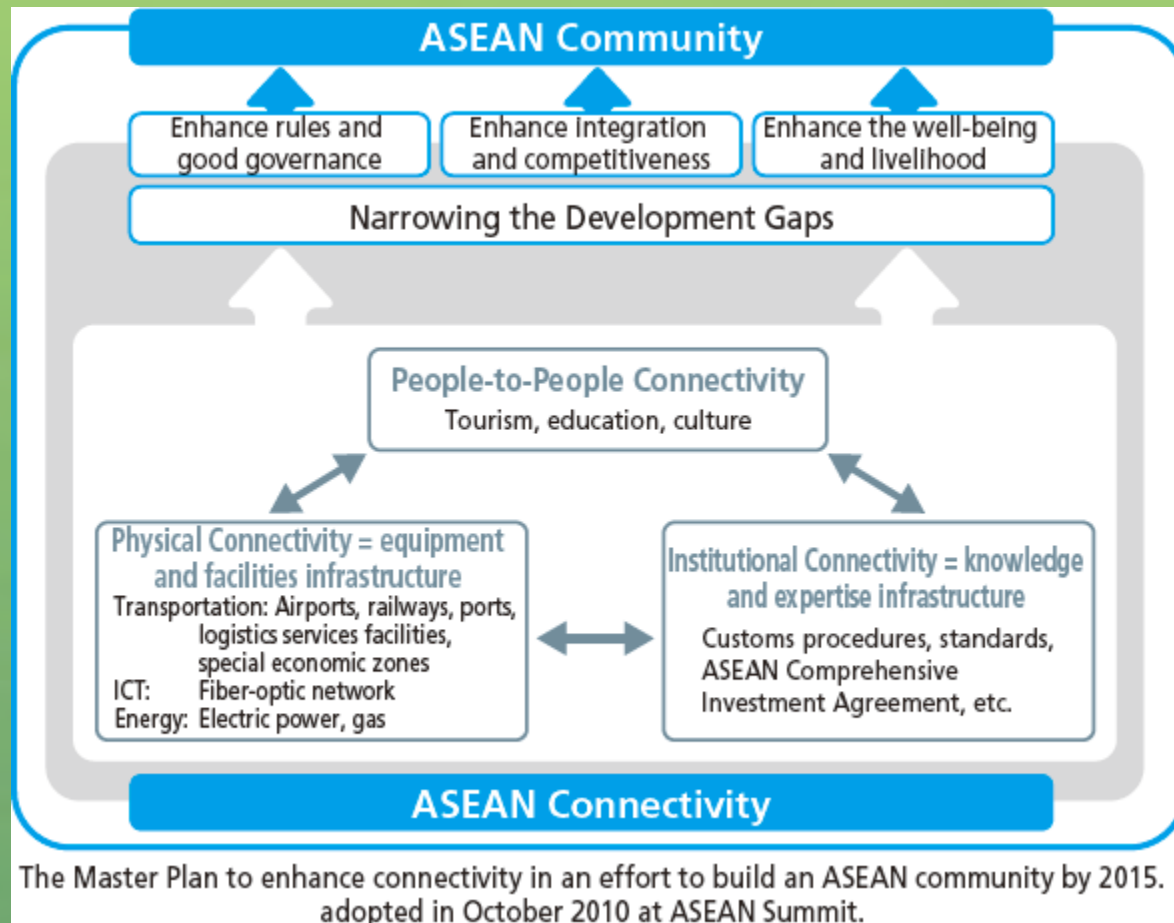 ASEAN Community
Enhance rules and
good governance
Enhance integration
and competitiveness
Enhance the well-being
and livelihood
Narrowing the Development Gaps
People-to-People Connectivity
Tourism, education, culture
Physical Connectivity = equipment
and facilities infrastructure
Transportation: Airports, railways, ports,
logistics services facilities,
special economic zones
ICT: Fiber-optic network
Energy: Electric power, gas
Institutional Connectivity = knowledge
and expertise infrastructure
Customs procedures, standards,
ASEAN Comprehensive
Investment Agreement, etc.
ASEAN Connectivity
The Master Plan to enhance connectivity in an effort to build an ASEAN community by 2015.
adopted in October 2010 at ASEAN Summit.